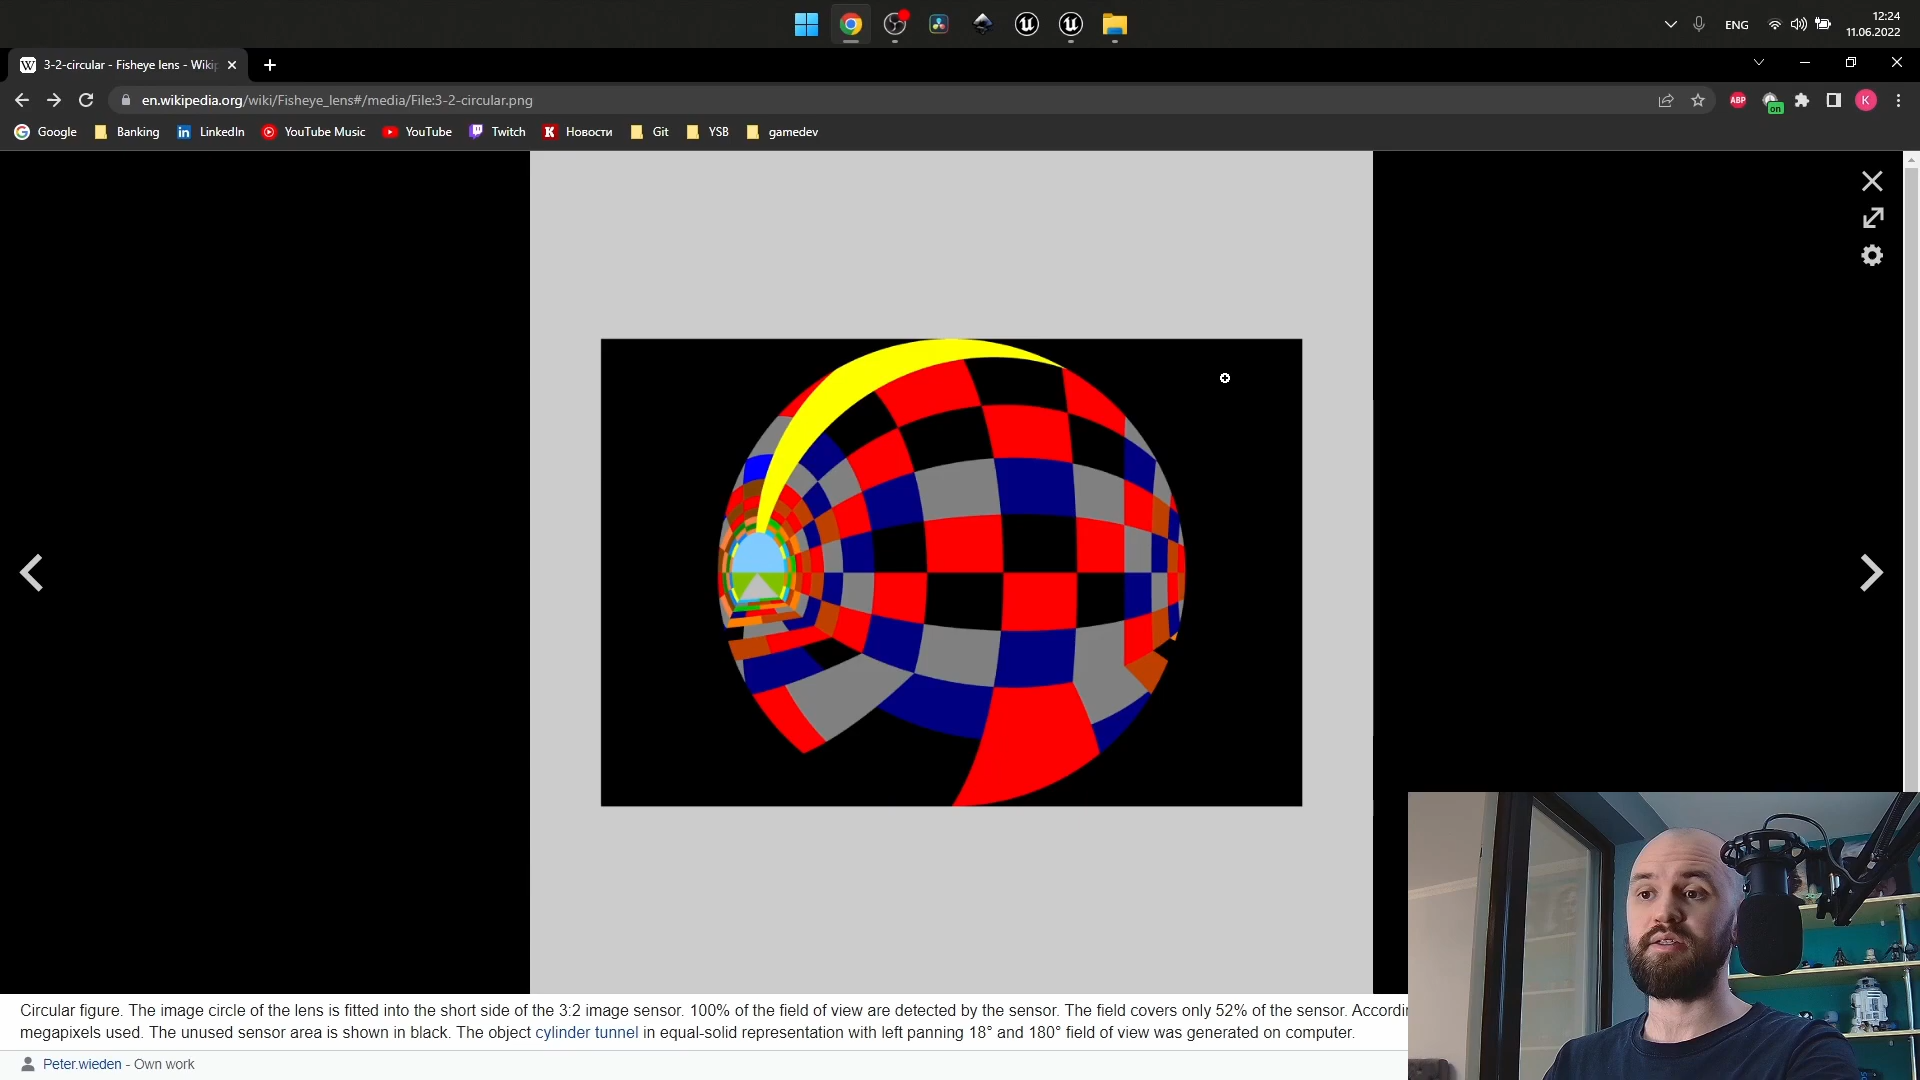 ENG
12:24
11.06.2022
3-2-circular - Fisheye lens - Wikip
en.wikipedia.org/wiki/Fisheye_lens#/media/File:3-2-circular.png
ABP
on
K
Google
Banking
LinkedIn
YouTube Music
YouTube
Twitch
Новости
Git
YSB
gamedev
Circular figure. The image circle of the lens is fitted into the short side of the 3:2 image sensor. 100% of the field of view are detected by the sensor. The field covers only 52% of the sensor. Accordin
megapixels used. The unused sensor area is shown in black. The object cylinder tunnel in equal-solid representation with left panning 18° and 180° field of view was generated on computer.
Peter.wieden - Own work